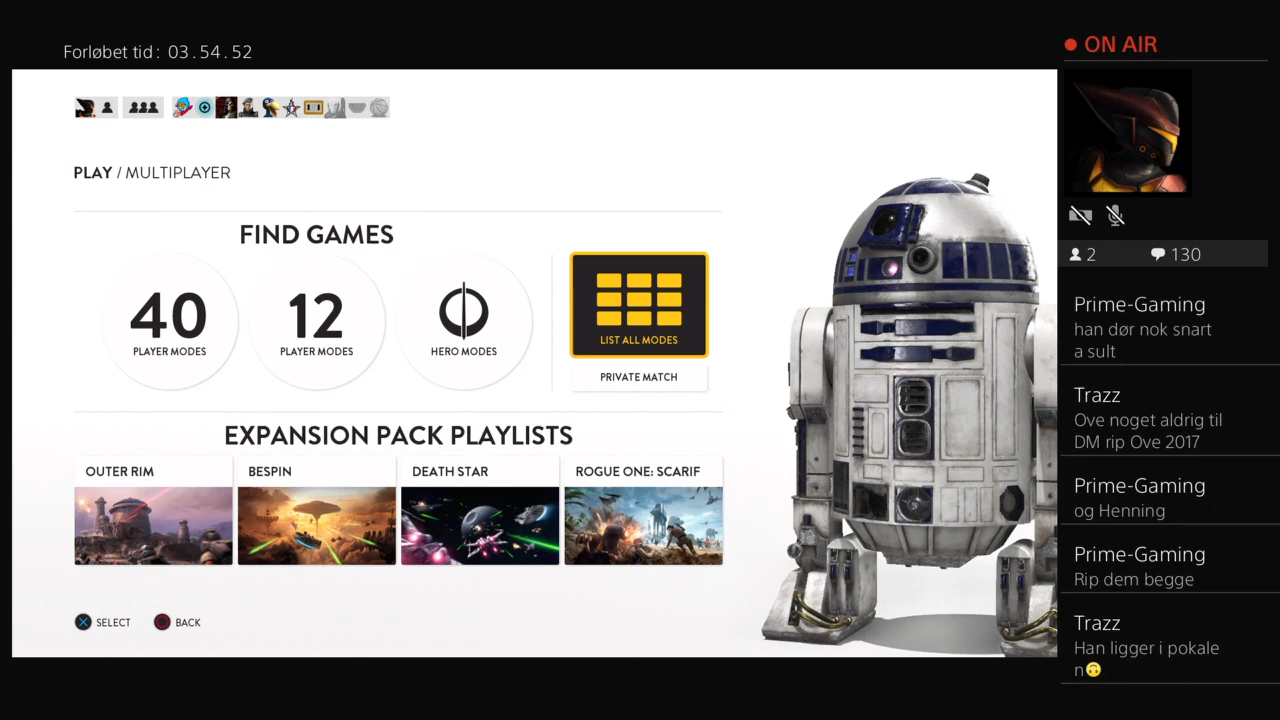 Forløbet tid: 03.54.52
ON AIR
PLAY / MULTIPLAYER
FIND GAMES
40
PLAYER MODES
12
PLAYER MODES
HERO MODES
LIST ALL MODES
PRIVATE MATCH
EXPANSION PACK PLAYLISTS
OUTER RIM
BESPIN
DEATH STAR
ROGUE ONE: SCARIF
SELECT
BACK
2
130
Prime-Gaming
han dør nok snart
a sult
Trazz
Ove noget aldrig til
DM rip Ove 2017
Prime-Gaming
og Henning
Prime-Gaming
Rip dem begge
Trazz
Han ligger i pokale
n🙃